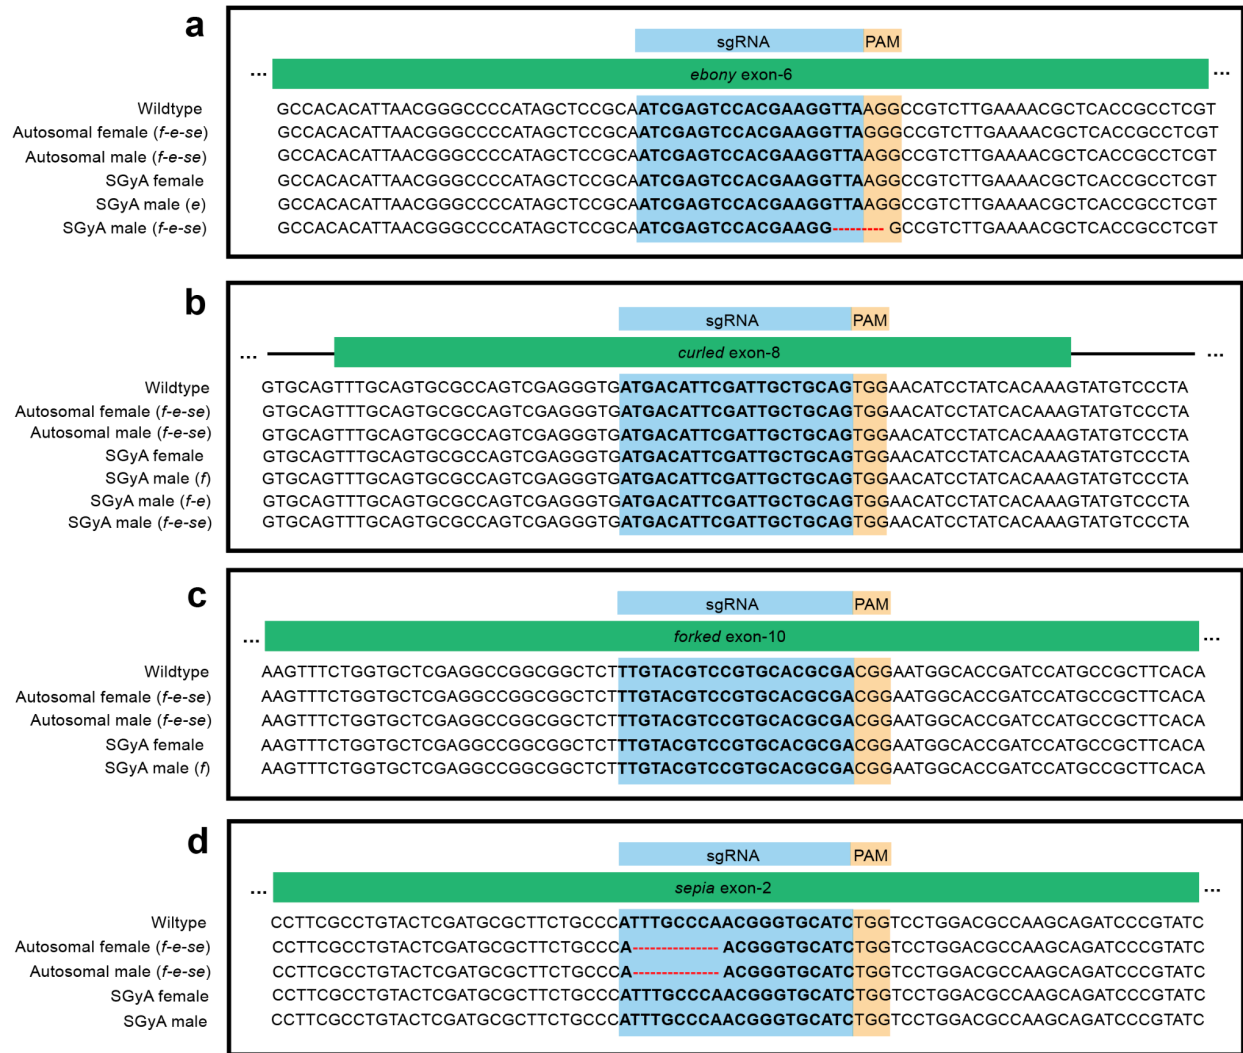 a
sgRNA PAM
... ebony exon-6 ...
Wildtype GCCACACATTAACGGGCCCCATAGCTCCGCAATCGAGTCCACGAAGGTTAAGGCCGTCTTGAAAACGCTCACCGCCTCGT
Autosomal female (f-e-se) GCCACACATTAACGGGCCCCATAGCTCCGCAATCGAGTCCACGAAGGTTAGGGCCGTCTTGAAAACGCTCACCGCCTCGT
Autosomal male (f-e-se) GCCACACATTAACGGGCCCCATAGCTCCGCAATCGAGTCCACGAAGGTTAAGGCCGTCTTGAAAACGCTCACCGCCTCGT
SGyA female GCCACACATTAACGGGCCCCATAGCTCCGCAATCGAGTCCACGAAGGTTAAGGCCGTCTTGAAAACGCTCACCGCCTCGT
SGyA male (e) GCCACACATTAACGGGCCCCATAGCTCCGCAATCGAGTCCACGAAGGTTAAGGCCGTCTTGAAAACGCTCACCGCCTCGT
SGyA male (f-e-se) GCCACACATTAACGGGCCCCATAGCTCCGCAATCGAGTCCACGAAGG--------- GCCGTCTTGAAAACGCTCACCGCCTCGT
b
sgRNA PAM
... curled exon-8 ...
Wildtype GTGCAGTTTGCAGTGCGCCAGTCGAGGGTGATGACATTCGATTGCTGCAGTGGAACATCCTATCACAAAGTATGTCCCTA
Autosomal female (f-e-se) GTGCAGTTTGCAGTGCGCCAGTCGAGGGTGATGACATTCGATTGCTGCAGTGGAACATCCTATCACAAAGTATGTCCCTA
Autosomal male (f-e-se) GTGCAGTTTGCAGTGCGCCAGTCGAGGGTGATGACATTCGATTGCTGCAGTGGAACATCCTATCACAAAGTATGTCCCTA
SGyA female GTGCAGTTTGCAGTGCGCCAGTCGAGGGTGATGACATTCGATTGCTGCAGTGGAACATCCTATCACAAAGTATGTCCCTA
SGyA male (f) GTGCAGTTTGCAGTGCGCCAGTCGAGGGTGATGACATTCGATTGCTGCAGTGGAACATCCTATCACAAAGTATGTCCCTA
SGyA male (f-e) GTGCAGTTTGCAGTGCGCCAGTCGAGGGTGATGACATTCGATTGCTGCAGTGGAACATCCTATCACAAAGTATGTCCCTA
SGyA male (f-e-se) GTGCAGTTTGCAGTGCGCCAGTCGAGGGTGATGACATTCGATTGCTGCAGTGGAACATCCTATCACAAAGTATGTCCCTA
c
sgRNA PAM
... forked exon-10 ...
Wildtype AAGTTTCTGGTGCTCGAGGCCGGCGGCTCTTTGTACGTCCGTGCACGCGACGGAATGGCACCGATCCATGCCGCTTCACA
Autosomal female (f-e-se) AAGTTTCTGGTGCTCGAGGCCGGCGGCTCTTTGTACGTCCGTGCACGCGACGGAATGGCACCGATCCATGCCGCTTCACA
Autosomal male (f-e-se) AAGTTTCTGGTGCTCGAGGCCGGCGGCTCTTTGTACGTCCGTGCACGCGACGGAATGGCACCGATCCATGCCGCTTCACA
SGyA female AAGTTTCTGGTGCTCGAGGCCGGCGGCTCTTTGTACGTCCGTGCACGCGACGGAATGGCACCGATCCATGCCGCTTCACA
SGyA male (f) AAGTTTCTGGTGCTCGAGGCCGGCGGCTCTTTGTACGTCCGTGCACGCGACGGAATGGCACCGATCCATGCCGCTTCACA
d
sgRNA PAM
... sepia exon-2 ...
Wiltype CCTTCGCCTGTACTCGATGCGCTTCTGCCCATTTGCCCAACGGGTGCATCTGGTCCTGGACGCCAAGCAGATCCCGTATC
Autosomal female (f-e-se) CCTTCGCCTGTACTCGATGCGCTTCTGCCCA--------------- ACGGGTGCATCTGGTCCTGGACGCCAAGCAGATCCCGTATC
Autosomal male (f-e-se) CCTTCGCCTGTACTCGATGCGCTTCTGCCCA--------------- ACGGGTGCATCTGGTCCTGGACGCCAAGCAGATCCCGTATC
SGyA female CCTTCGCCTGTACTCGATGCGCTTCTGCCCATTTGCCCAACGGGTGCATCTGGTCCTGGACGCCAAGCAGATCCCGTATC
SGyA male CCTTCGCCTGTACTCGATGCGCTTCTGCCCATTTGCCCAACGGGTGCATCTGGTCCTGGACGCCAAGCAGATCCCGTATC